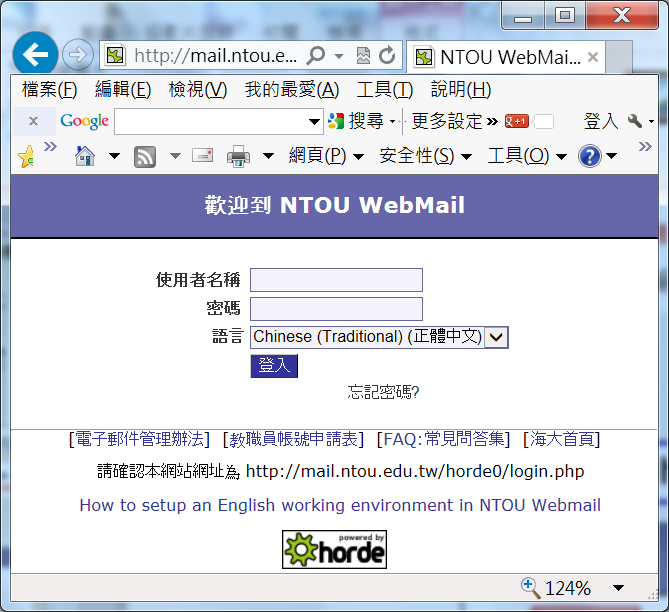 http://mail.ntou.e... NTOU WebMai...
檔案(F) 編輯(E) 檢視(V) 我的最愛(A) 工具(T) 說明(H)
x Google 搜尋 更多設定 » g+1 登入
» 網頁(P) 安全性(S) 工具(O) ? »
歡迎到 NTOU WebMail
使用者名稱
密碼
語言 Chinese (Traditional) (正體中文)
登入
忘記密碼?
[電子郵件管理辦法] [教職員帳號申請表] [FAQ:常見問答集] [海大首頁]
請確認本網站網址為 http://mail.ntou.edu.tw/horde0/login.php
How to setup an English working environment in NTOU Webmail
powered by
horde
124%